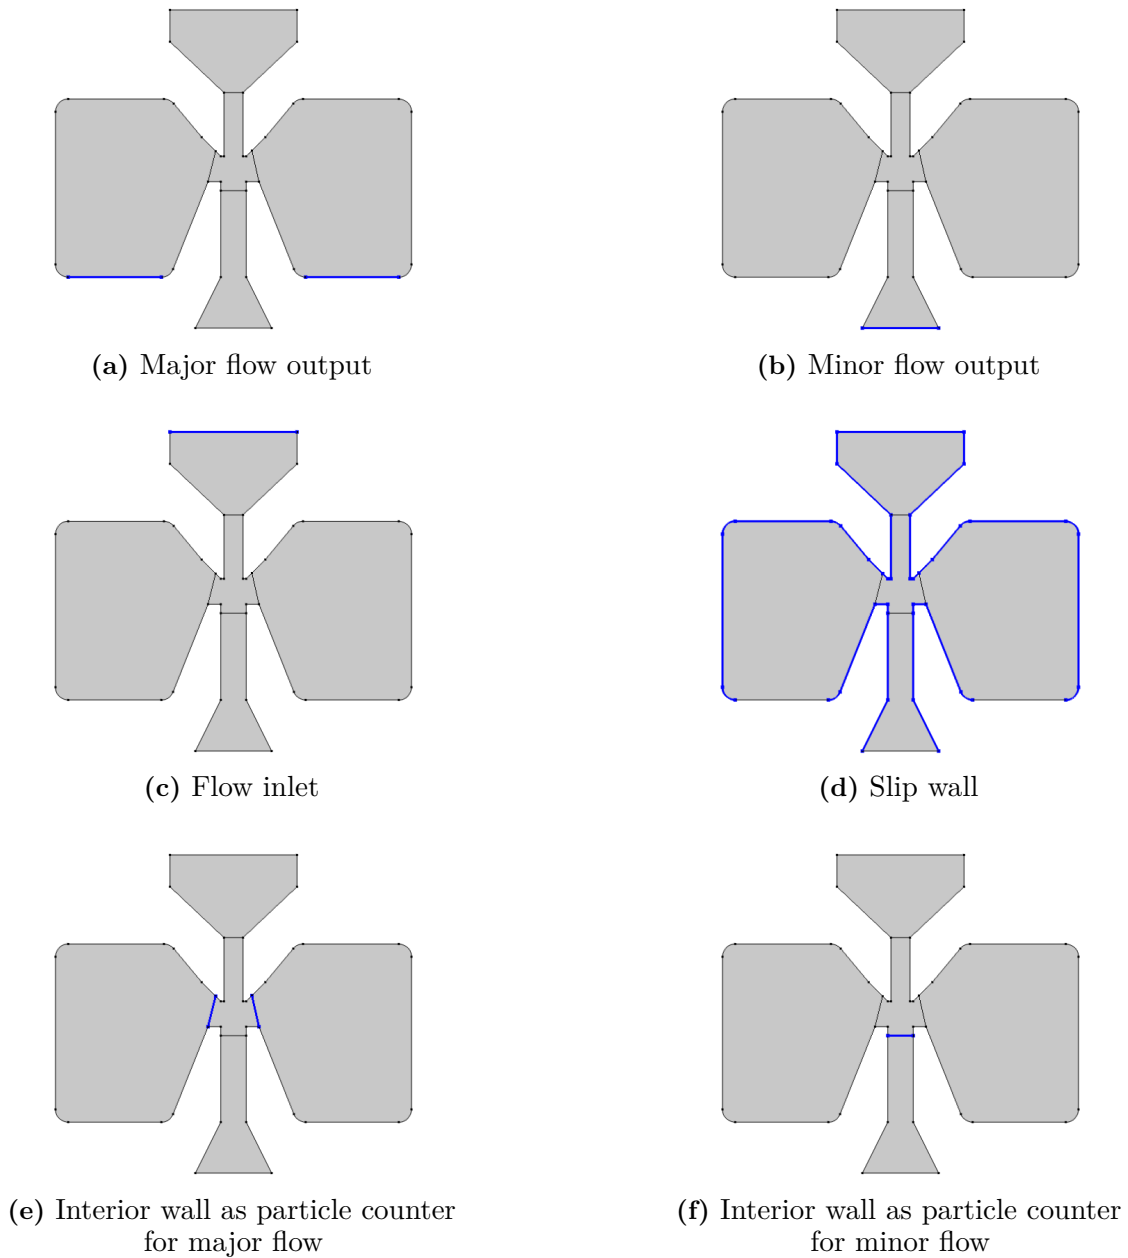 (a) Major flow output
(b) Minor flow output
(c) Flow inlet
(d) Slip wall
(e) Interior wall as particle counter
for major flow
(f) Interior wall as particle counter
for minor flow